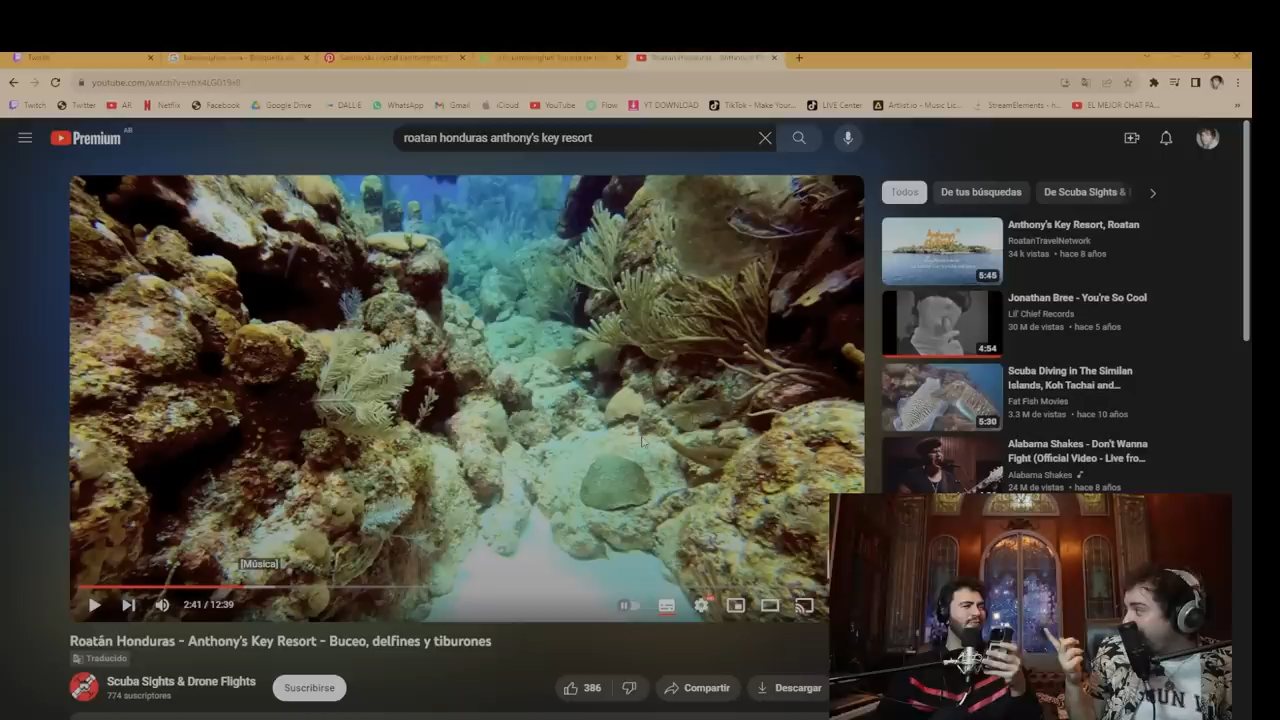 Twitch
youtube.com/watch?v=
Twitch
Twitter
AR
Netflix
Facebook
Google Drive
DALL·E
WhatsApp
Gmail
iCloud
YouTube
Flow
YT DOWNLOAD
TikTok - Make Your...
LIVE Center
Artist.io - Music Lic...
StreamElements - h...
EL MEJOR CHAT PA...
Premium AR
roatan honduras anthony's key resort
Todos
De tus búsquedas
De Scuba Sights &
Anthony's Key Resort, Roatan
RoatanTravelNetwork
34 k vistas • hace 8 años
5:45
Jonathan Bree - You're So Cool
Lil' Chief Records
30 M de vistas • hace 5 años
4:54
Scuba Diving in The Similan
Islands, Koh Tachai and...
Fat Fish Movies
3.3 M de vistas • hace 10 años
5:30
Alabama Shakes - Don't Wanna
Fight (Official Video - Live fro...
Alabama Shakes
24 M de vistas • hace 8 años
[Música]
2:41 / 12:39
Roatán Honduras - Anthony's Key Resort - Buceo, delfines y tiburones
Traducido
Scuba Sights & Drone Flights
774 suscriptores
Suscribirse
386
Compartir
Descargar